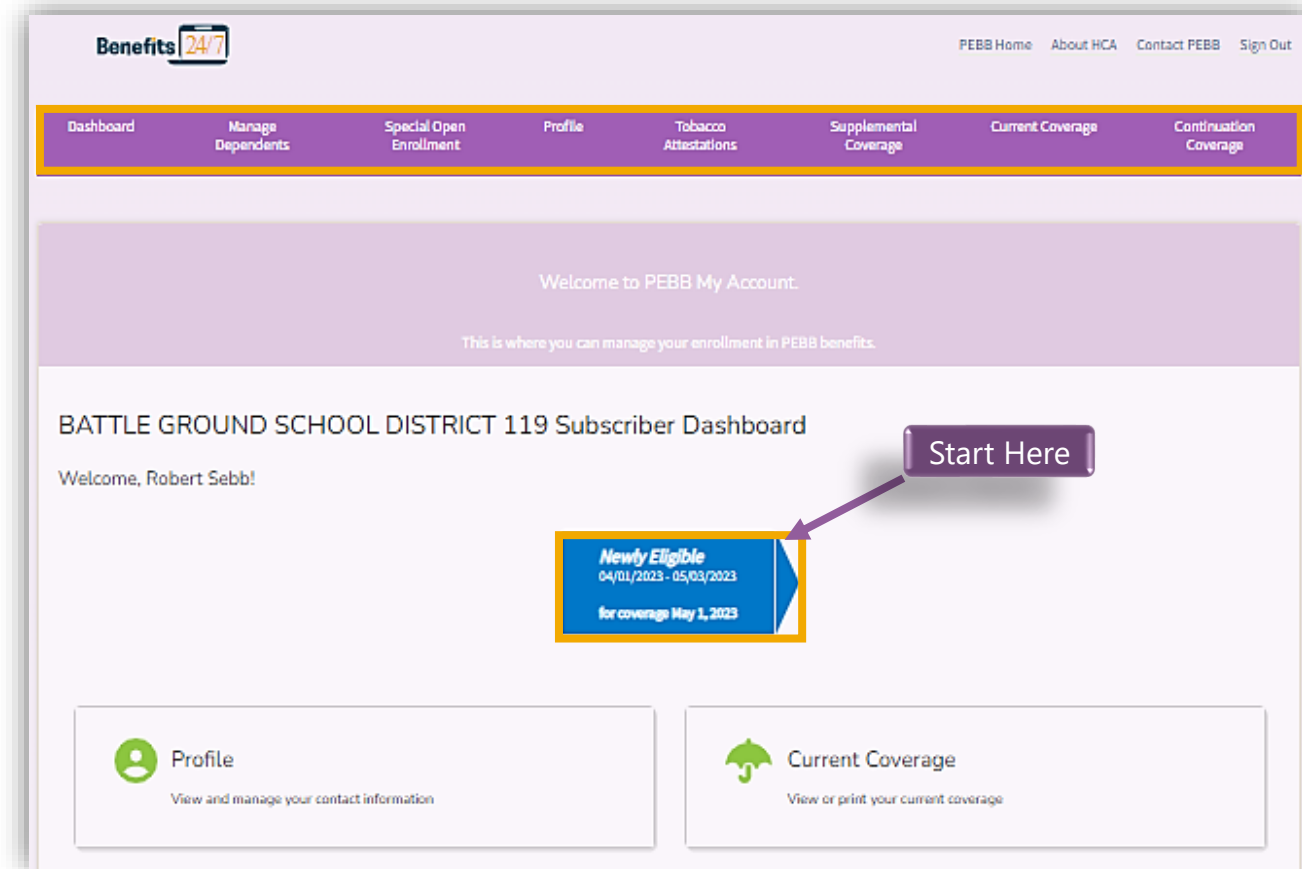 Benefits 24/7
PEBB Home About HCA Contact PEBB Sign Out
Dashboard Manage Dependents Special Open Enrollment Profile Tobacco Attestations Supplemental Coverage Current Coverage Continuation Coverage
Welcome to PEBB My Account.
This is where you can manage your enrollment in PEBB benefits.
BATTLE GROUND SCHOOL DISTRICT 119 Subscriber Dashboard
Start Here
Welcome, Robert Sebb!
Newly Eligible
04/01/2023 - 05/03/2023
for coverage May 1, 2023
Profile
View and manage your contact information
Current Coverage
View or print your current coverage